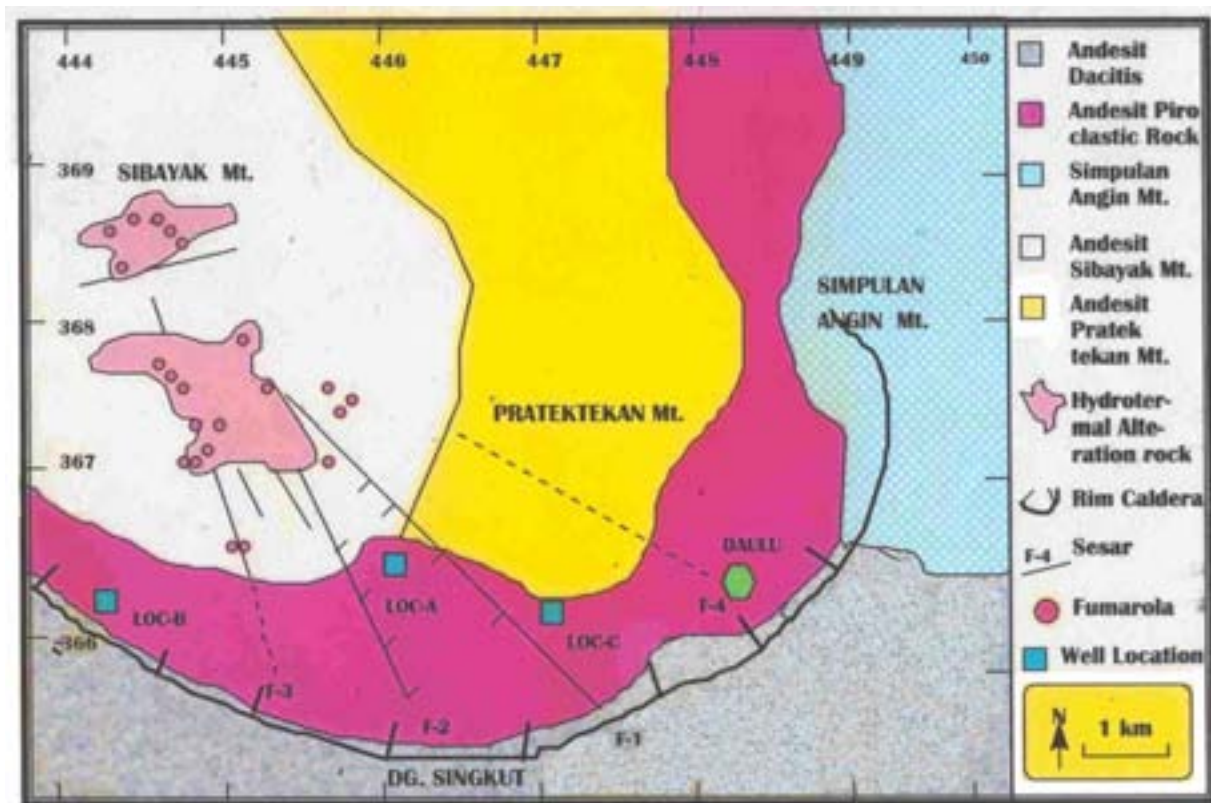 444 445 446 447 448 449 450
369
SIBAYAK Mt.
368
SIMPULAN
ANGIN Mt.
PRATEKTEKAN Mt.
367
DAULU
LOC-B
LOC-A
LOC-C
F-4
366
F-3
F-2
F-1
DG. SINGKUT
Andesit
Dacitis
Andesit Piro
clastic Rock
Simpulan
Angin Mt.
Andesit
Sibayak Mt.
Andesit
Pratek
tekan Mt.
Hydroter-
mal Alte-
ration rock
Rim Caldera
F-4 Sesar
Fumarola
Well Location
N
1 km